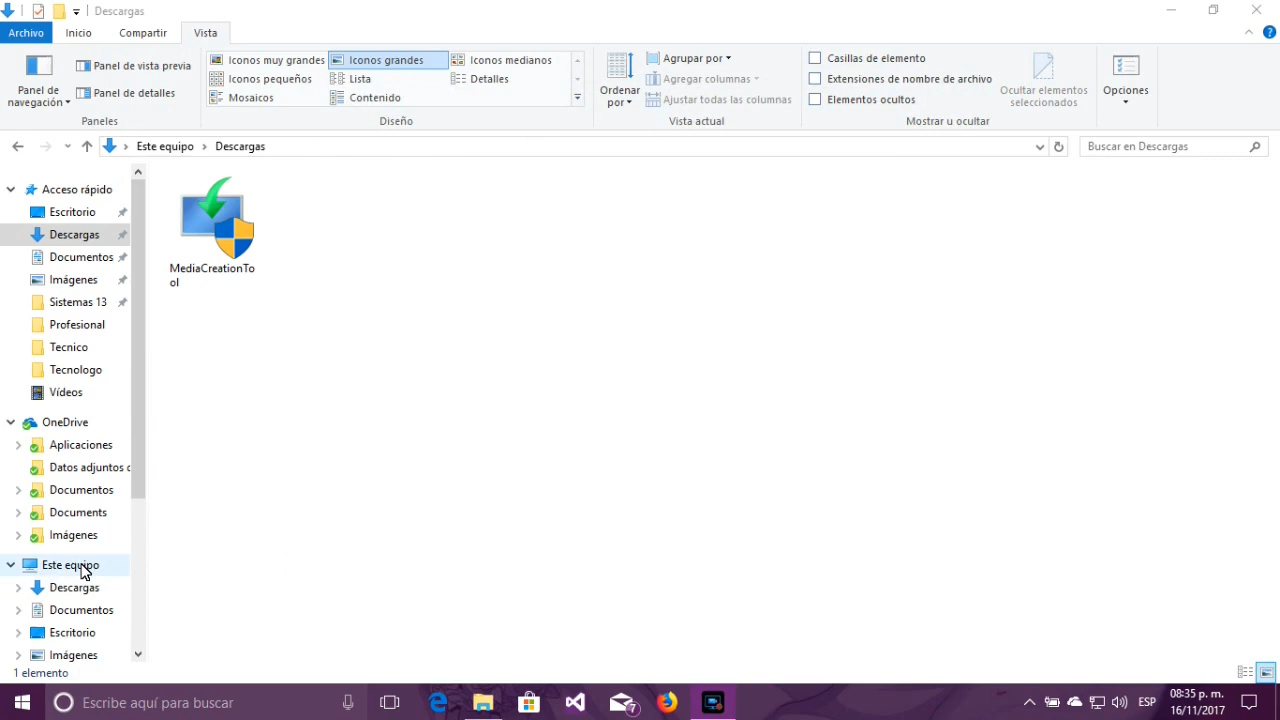 Descargas
Archivo Inicio Compartir Vista
Panel de navegación
Panel de vista previa
Panel de detalles
Paneles
Iconos muy grandes Iconos grandes Iconos medianos
Iconos pequeños Lista Detalles
Mosaicos Contenido
Diseño
Ordenar por
Agrupar por
Agregar columnas
Ajustar todas las columnas
Vista actual
Casillas de elemento
Extensiones de nombre de archivo
Elementos ocultos
Ocultar elementos seleccionados
Mostrar u ocultar
Opciones
Este equipo > Descargas
Buscar en Descargas
Acceso rápido
Escritorio
Descargas
Documentos
Imágenes
Sistemas 13
Profesional
Tecnico
Tecnologo
Vídeos
OneDrive
Aplicaciones
Datos adjuntos
Documentos
Documents
Imágenes
Este equipo
Descargas
Documentos
Escritorio
Imágenes
MediaCreationTo
ol
1 elemento
Escribe aquí para buscar
7
ESP
08:35 p. m.
16/11/2017